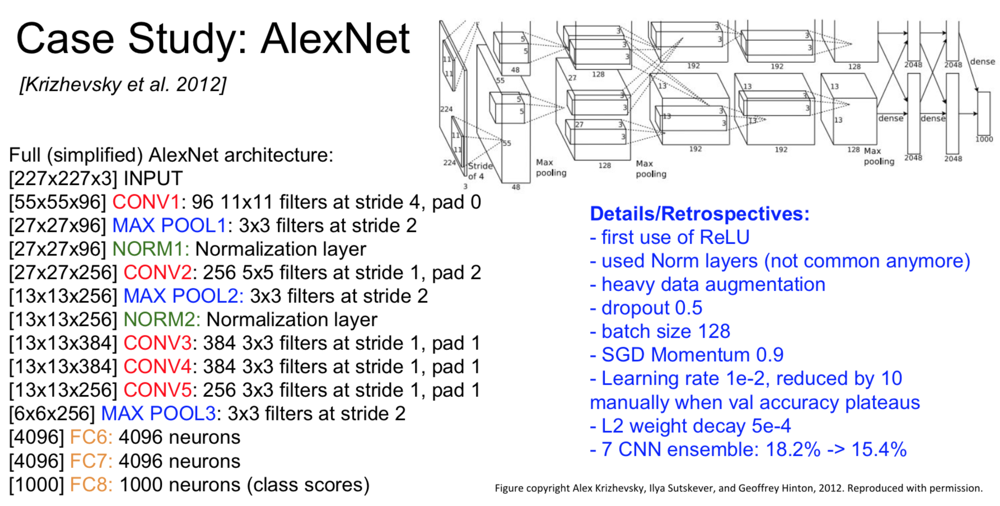 Case Study: AlexNet
[Krizhevsky et al. 2012]
Full (simplified) AlexNet architecture:
[227x227x3] INPUT
[55x55x96] CONV1: 96 11x11 filters at stride 4, pad 0
[27x27x96] MAX POOL1: 3x3 filters at stride 2
[27x27x96] NORM1: Normalization layer
[27x27x256] CONV2: 256 5x5 filters at stride 1, pad 2
[13x13x256] MAX POOL2: 3x3 filters at stride 2
[13x13x256] NORM2: Normalization layer
[13x13x384] CONV3: 384 3x3 filters at stride 1, pad 1
[13x13x384] CONV4: 384 3x3 filters at stride 1, pad 1
[13x13x256] CONV5: 256 3x3 filters at stride 1, pad 1
[6x6x256] MAX POOL3: 3x3 filters at stride 2
[4096] FC6: 4096 neurons
[4096] FC7: 4096 neurons
[1000] FC8: 1000 neurons (class scores)
11
11
224
11
11
224
3
Stride
of 4
5
5
48
55
5
5
55
48
Max
pooling
3
3
3
3
128
27
3
3
27
3
3
128
Max
pooling
3
3
192
13
13
3
3
192
3
3
192
13
3
3
13
192
128
13
13
128
Max
pooling
2048
2048
dense
dense
dense
2048
2048
1000
Details/Retrospectives:
- first use of ReLU
- used Norm layers (not common anymore)
- heavy data augmentation
- dropout 0.5
- batch size 128
- SGD Momentum 0.9
- Learning rate 1e-2, reduced by 10
manually when val accuracy plateaus
- L2 weight decay 5e-4
- 7 CNN ensemble: 18.2% -> 15.4%
Figure copyright Alex Krizhevsky, Ilya Sutskever, and Geoffrey Hinton, 2012. Reproduced with permission.